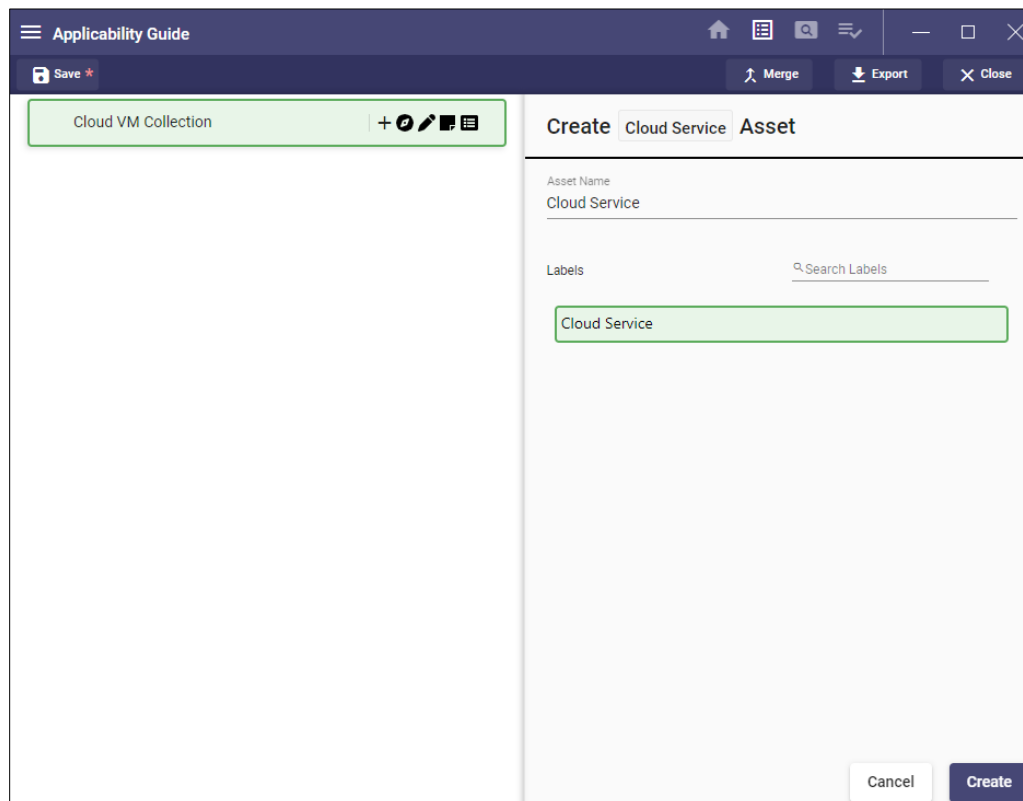 Applicability Guide
Save *
Merge
Export
Close
Cloud VM Collection
Create Cloud Service Asset
Asset Name
Cloud Service
Labels
Search Labels
Cloud Service
Cancel
Create